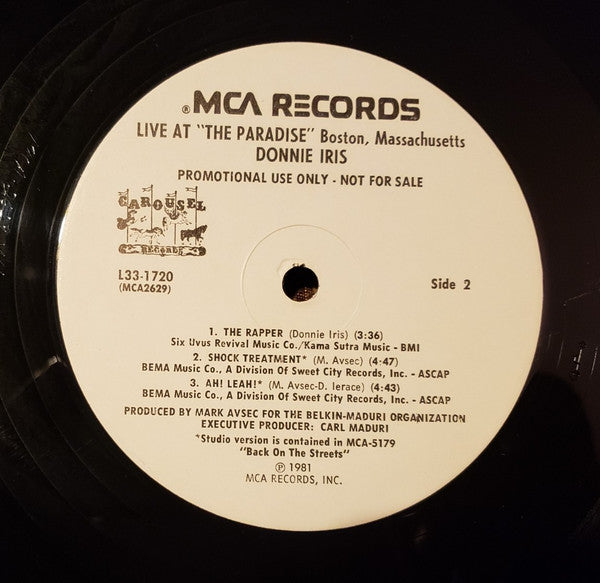 ® MCA RECORDS
LIVE AT "THE PARADISE" Boston, Massachusetts
DONNIE IRIS
PROMOTIONAL USE ONLY - NOT FOR SALE
CAROUSEL
RECORDS
L33-1720
(MCA2629)
Side 2
1. THE RAPPER (Donnie Iris) (3:36)
Six Uvus Revival Music Co./Kama Sutra Music - BMI
2. SHOCK TREATMENT* (M. Avsec) (4:47)
BEMA Music Co., A Division Of Sweet City Records, Inc. - ASCAP
3. AH! LEAH!* (M. Avsec-D. Ierace) (4:43)
BEMA Music Co., A Division Of Sweet City Records, Inc. - ASCAP
PRODUCED BY MARK AVSEC FOR THE BELKIN-MADURI ORGANIZATION
EXECUTIVE PRODUCER: CARL MADURI
*Studio version is contained in MCA-5179
"Back On The Streets"
℗ 1981
MCA RECORDS, INC.